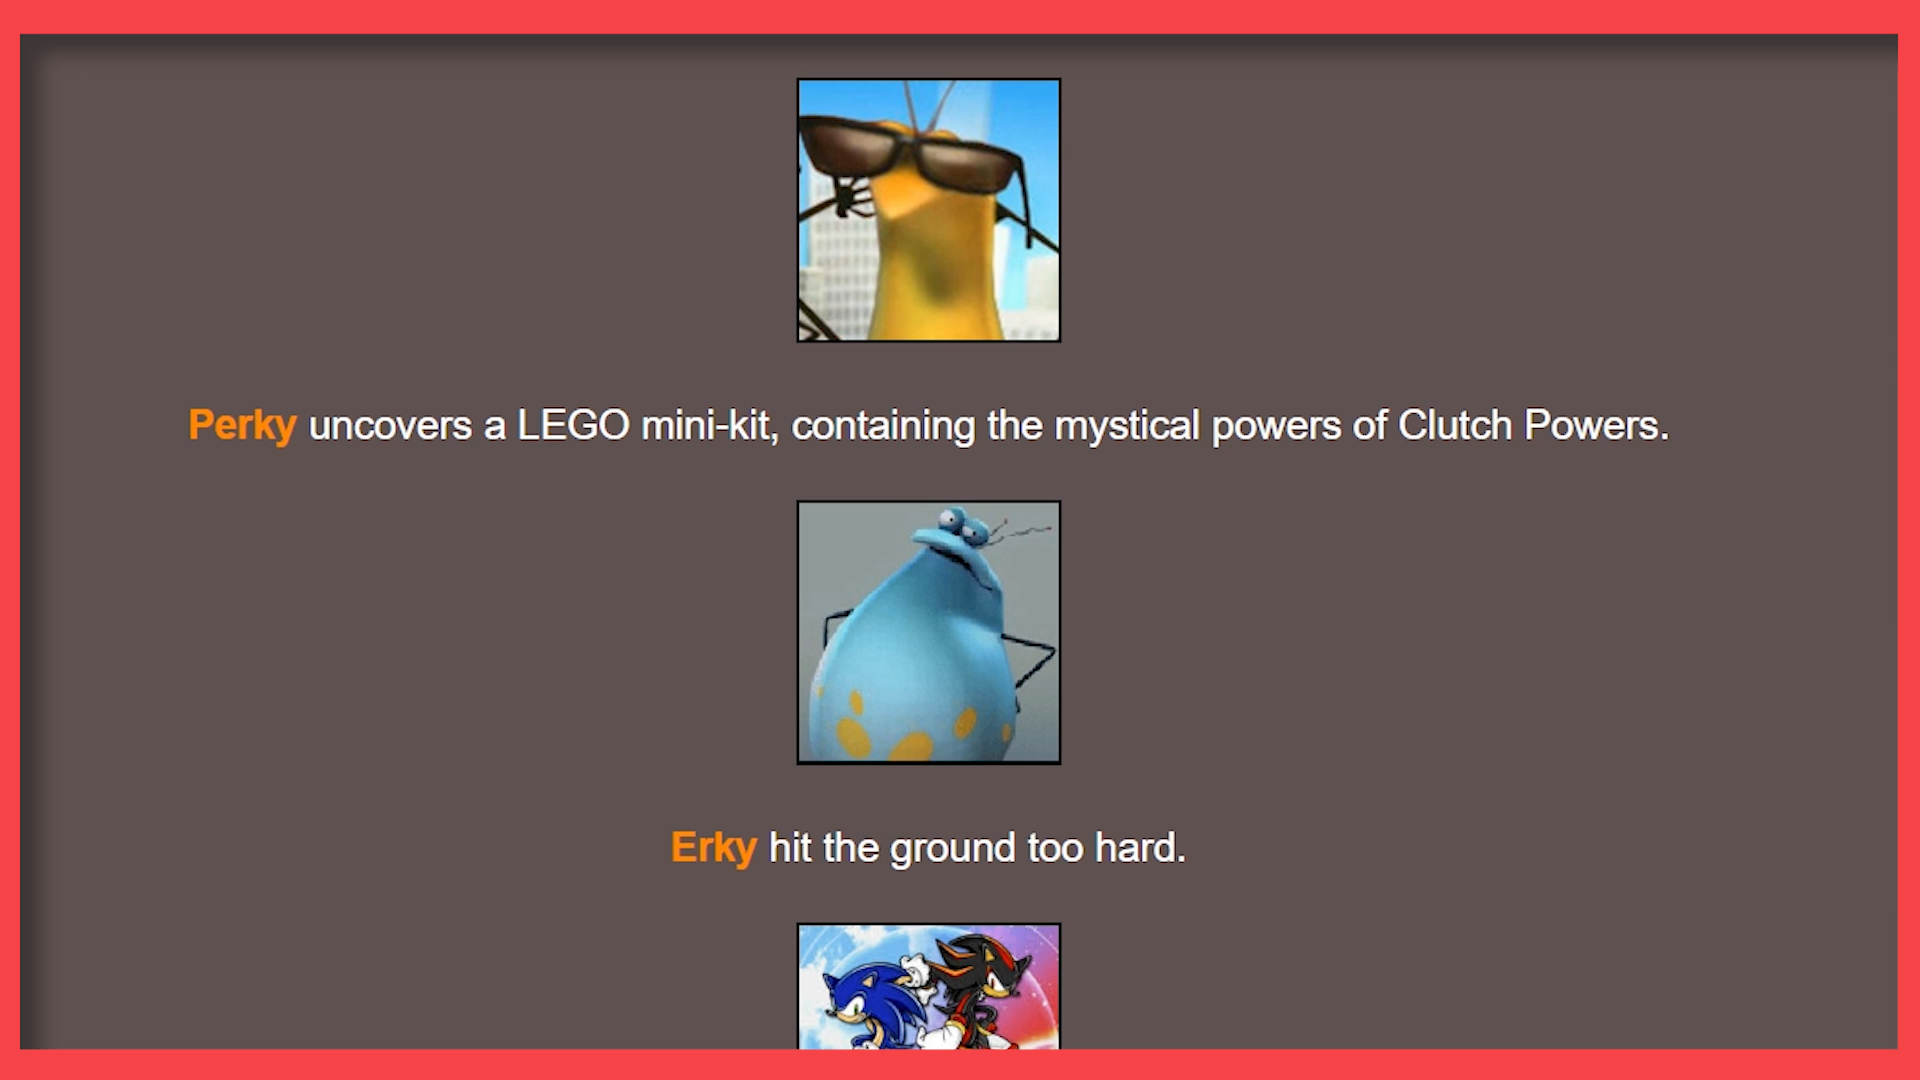 Perky uncovers a LEGO mini-kit, containing the mystical powers of Clutch Powers.
Erky hit the ground too hard.